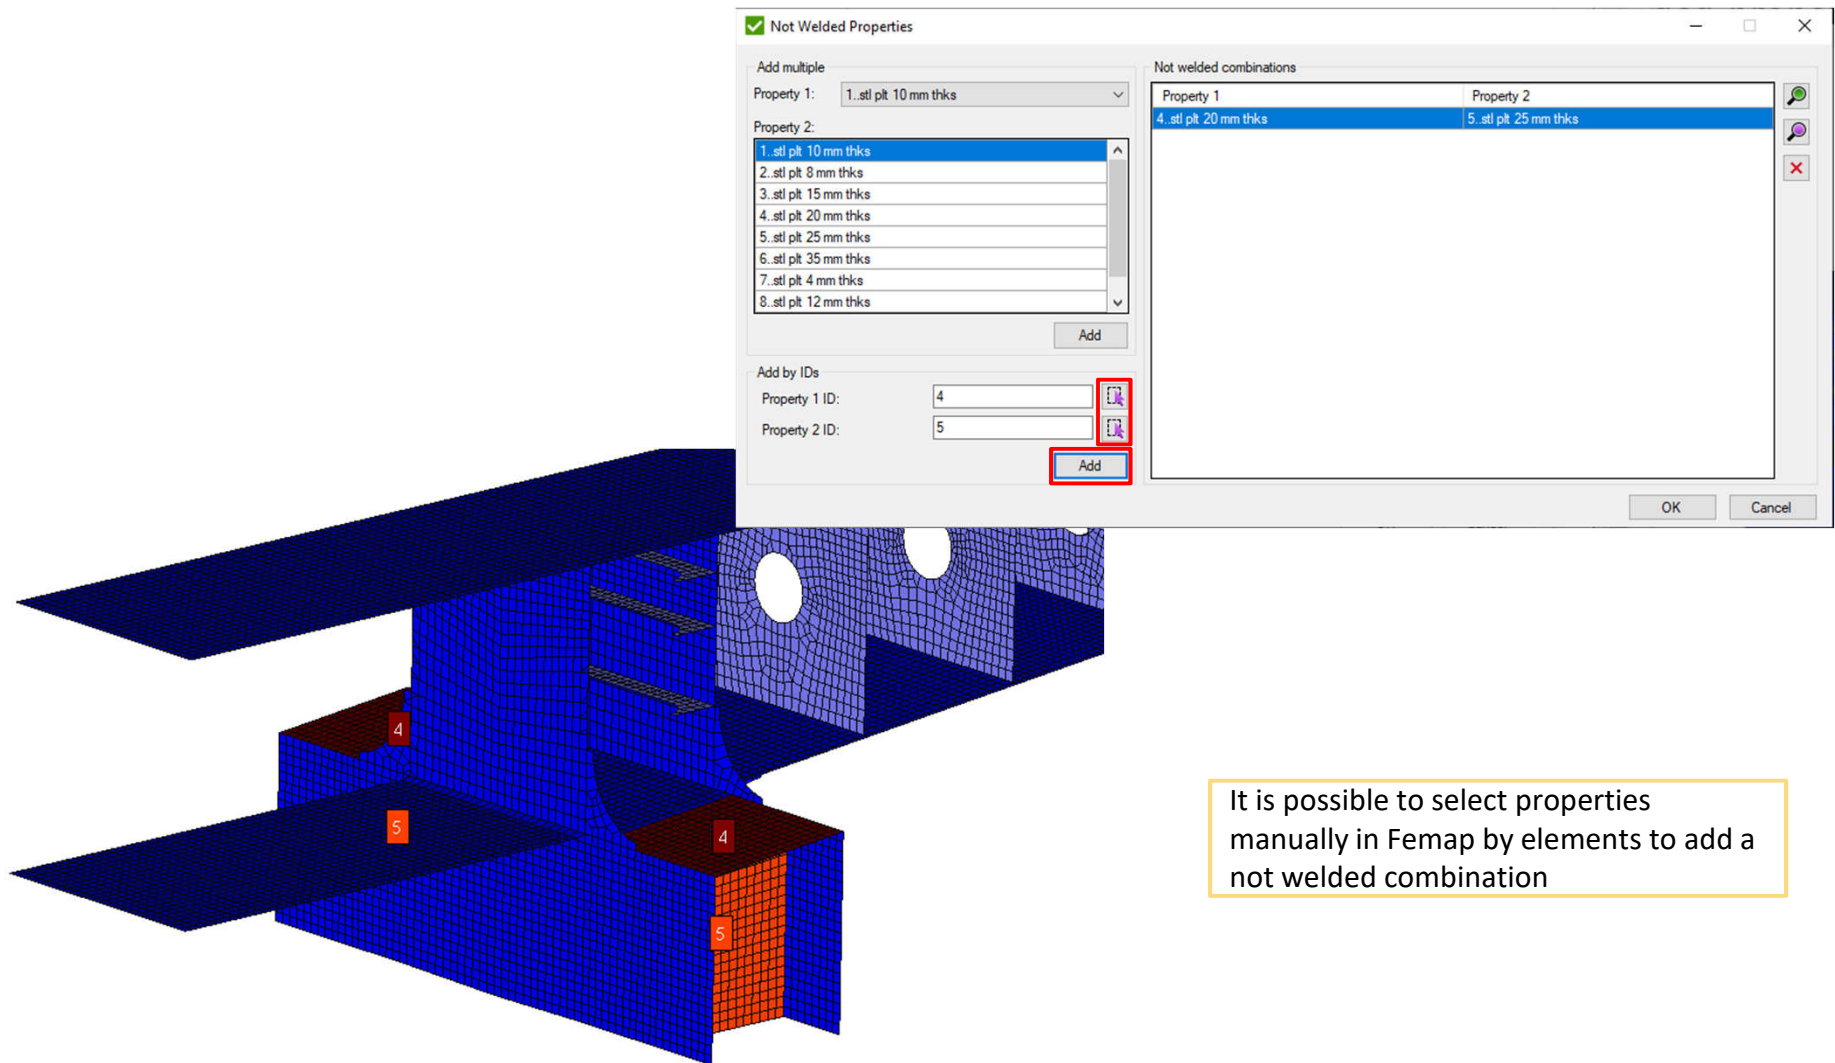 Not Welded Properties
Add multiple
Property 1: 1..stl plt 10 mm thks
Property 2:
1..stl plt 10 mm thks
2..stl plt 8 mm thks
3..stl plt 15 mm thks
4..stl plt 20 mm thks
5..stl plt 25 mm thks
6..stl plt 35 mm thks
7..stl plt 4 mm thks
8..stl plt 12 mm thks
Add
Add by IDs
Property 1 ID: 4
Property 2 ID: 5
Add
Not welded combinations
Property 1 Property 2
4..stl plt 20 mm thks 5..stl plt 25 mm thks
OK Cancel
4
5
4
5
It is possible to select properties
manually in Femap by elements to add a
not welded combination